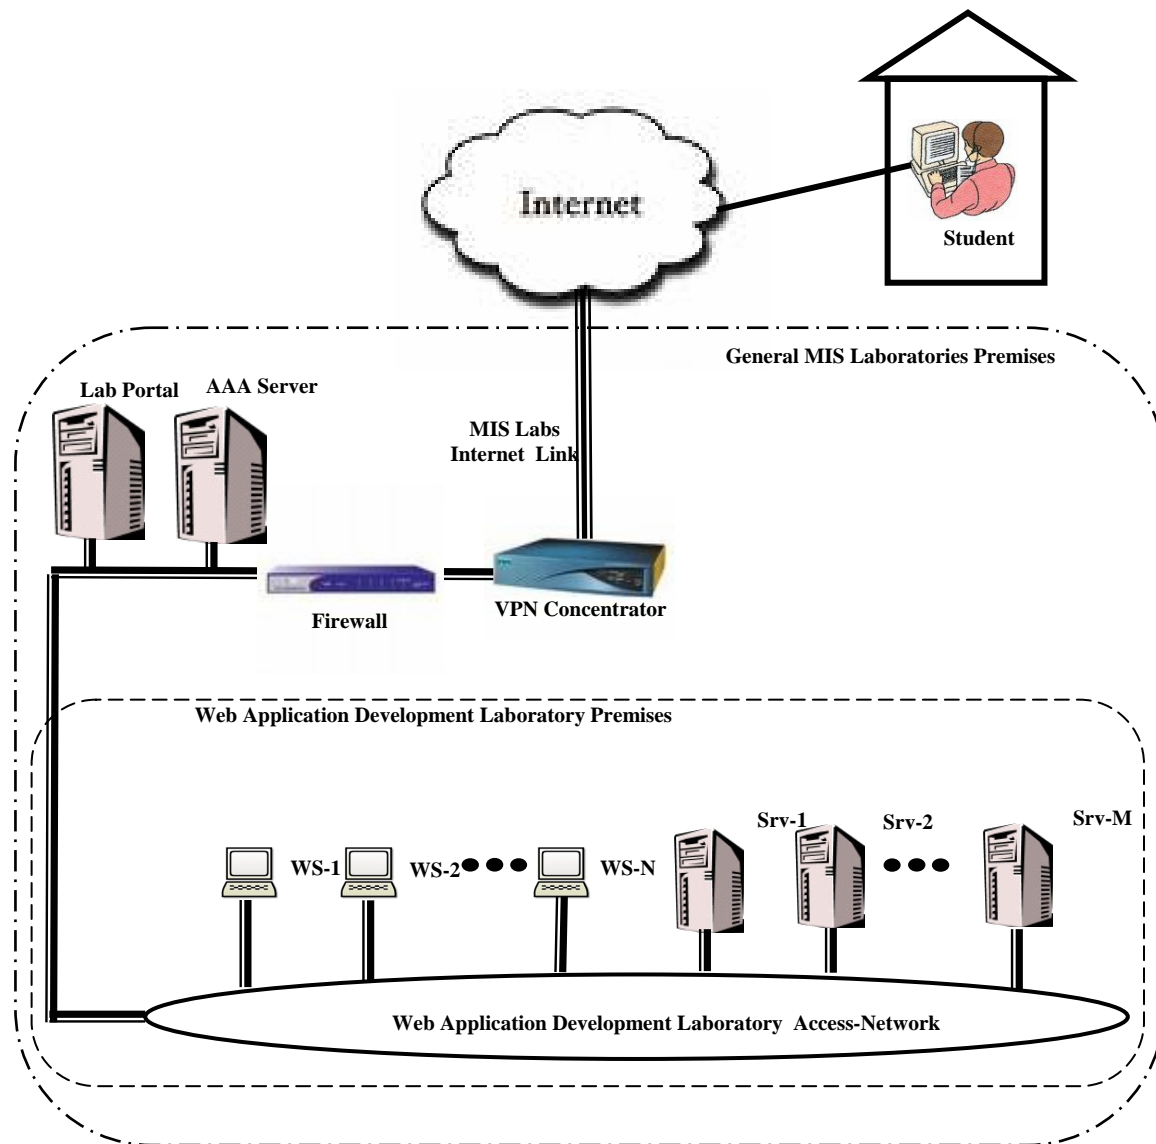 Internet
Student
General MIS Laboratories Premises
Lab Portal
AAA Server
MIS Labs
Internet Link
Firewall
VPN Concentrator
Web Application Development Laboratory Premises
WS-1
WS-2
WS-N
Srv-1
Srv-2
Srv-M
Web Application Development Laboratory Access-Network